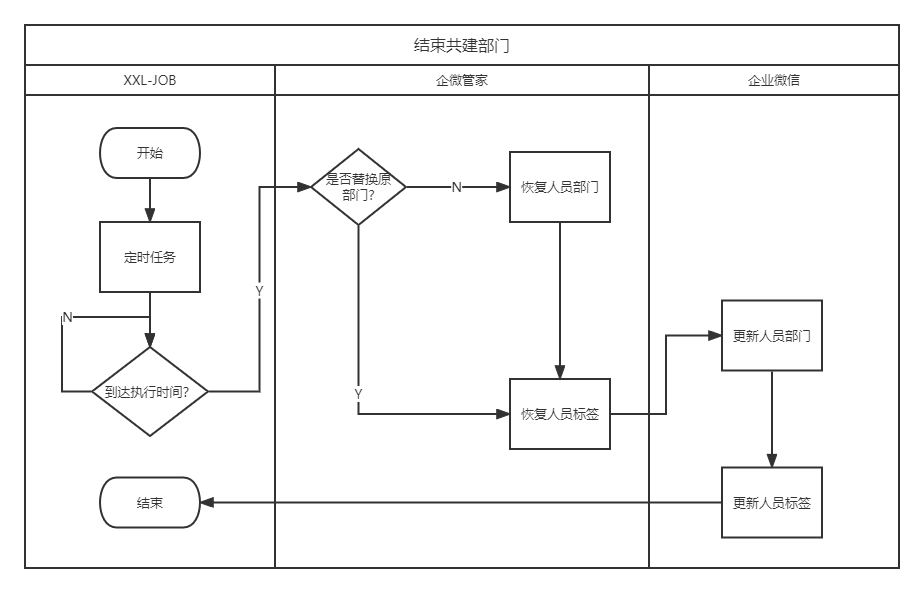 结束共建部门
XXL-JOB
企微管家
企业微信
开始
定时任务
N
到达执行时间?
Y
结束
是否替换原
部门?
N
Y
恢复人员部门
恢复人员标签
更新人员部门
更新人员标签